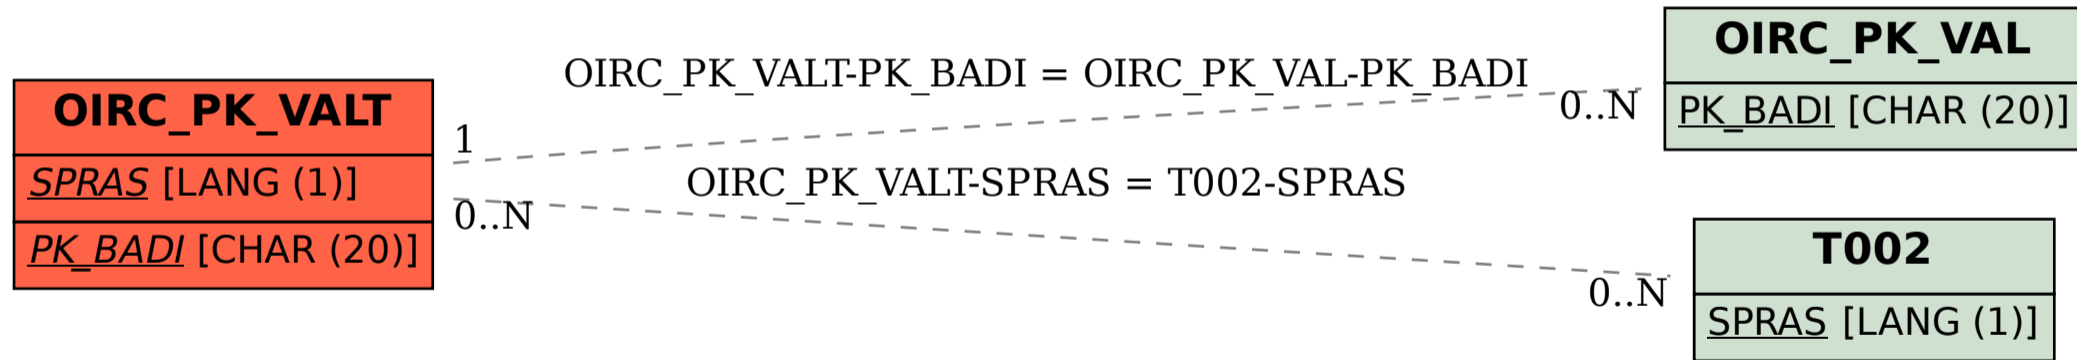 OIRC_PK_VALT
SPRAS [LANG (1)]
PK_BADI [CHAR (20)]
OIRC_PK_VALT-PK_BADI = OIRC_PK_VAL-PK_BADI
1
0..N
OIRC_PK_VALT-SPRAS = T002-SPRAS
0..N
0..N
OIRC_PK_VAL
PK_BADI [CHAR (20)]
T002
SPRAS [LANG (1)]